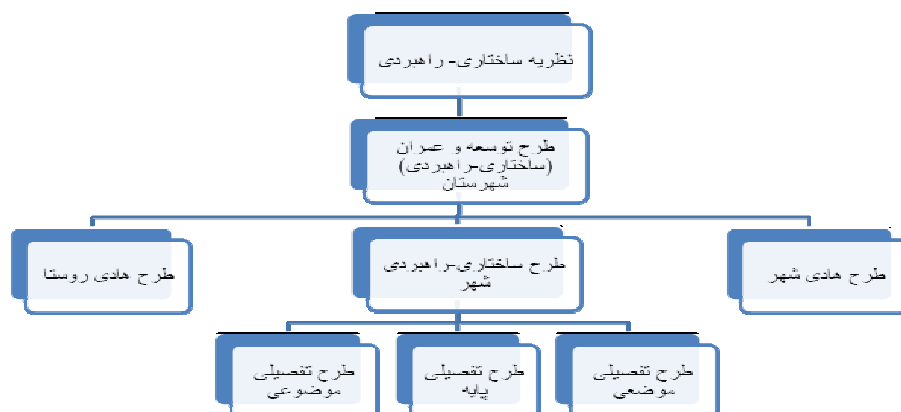 نظریه ساختاری- راهبردی
طرح توسعه و عمران
(ساختاری-راهبردی)
شهرستان
طرح هادی شهر
طرح ساختاری-راهبردی
شهر
طرح هادی روستا
طرح تفصیلی
موضعی
طرح تفصیلی
پایه
طرح تفصیلی
موضوعی